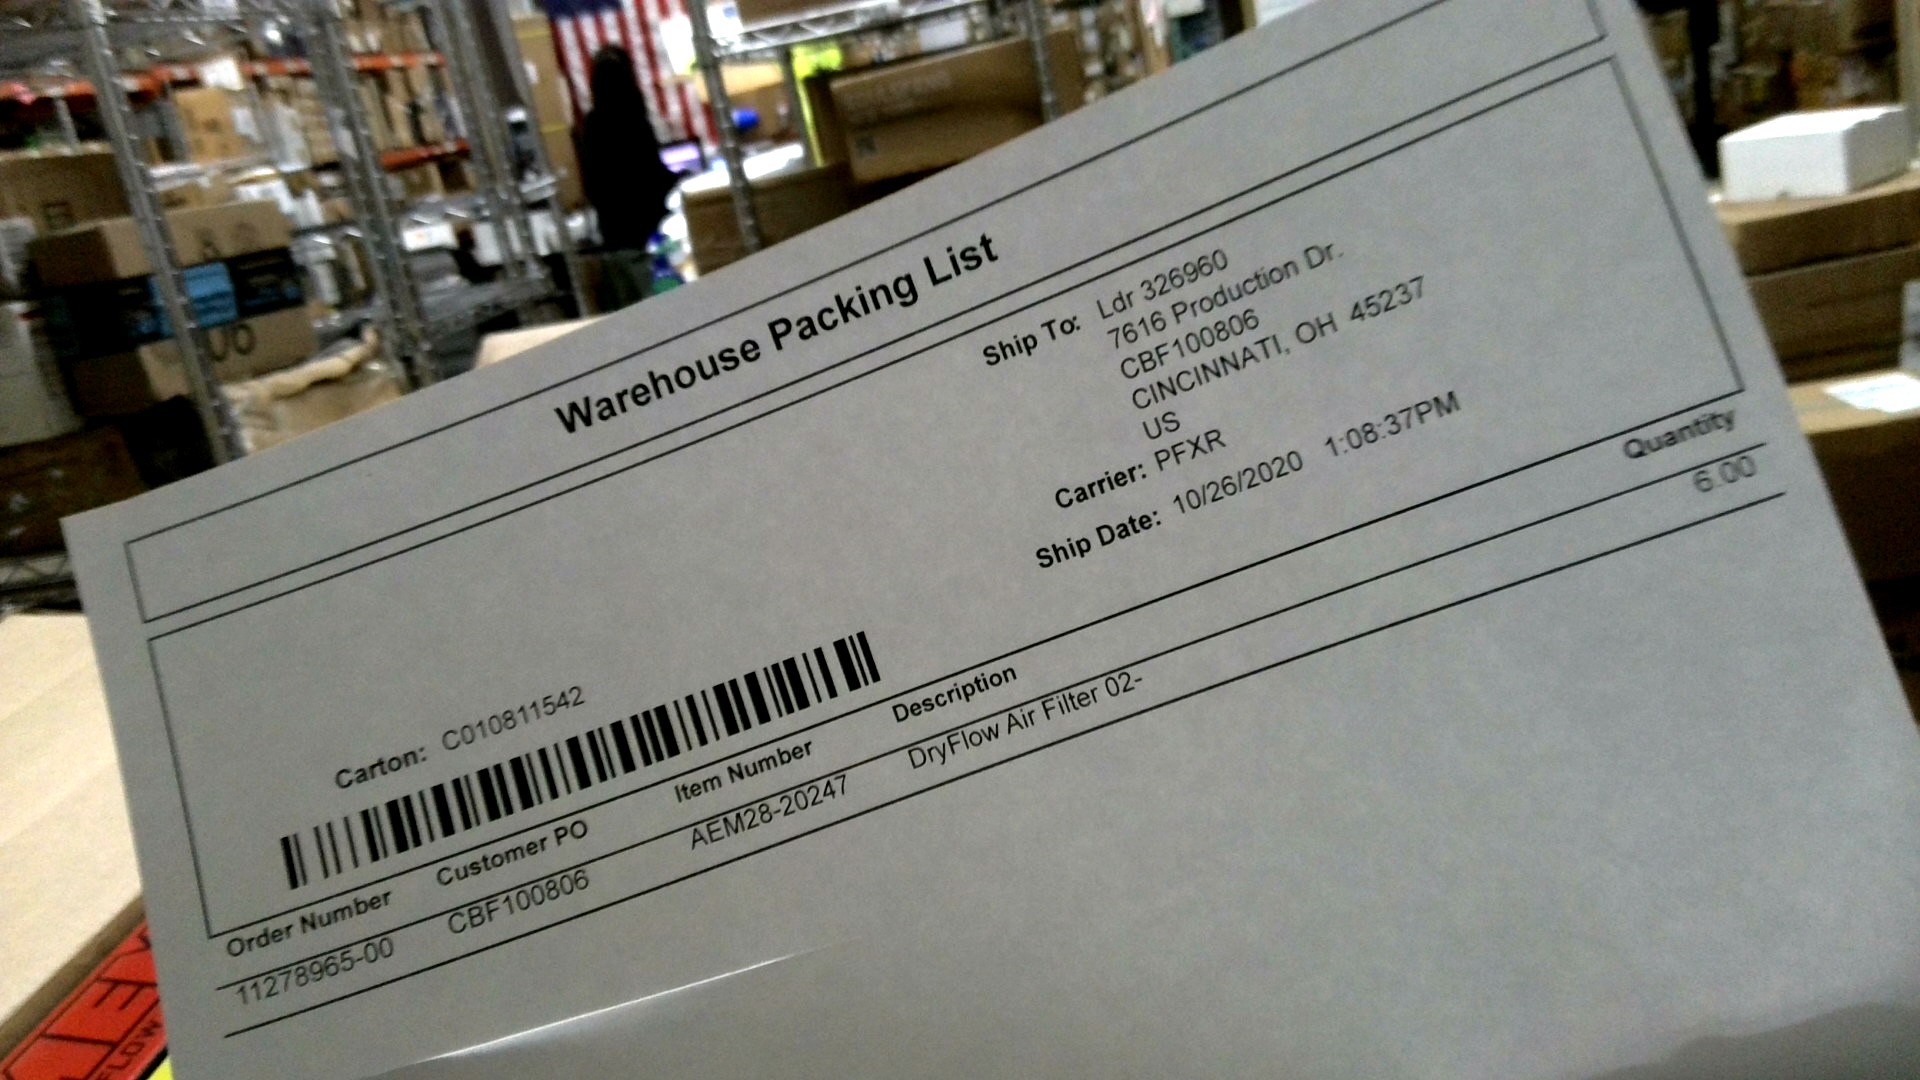 Warehouse Packing List
Ship To: Ldr 326960
7616 Production Dr.
CBF100806
CINCINNATI, OH 45237
US
Carrier: PFXR
Ship Date: 10/26/2020 1:08:37PM
Carton: C010811542
Order Number Customer PO Item Number Description Quantity
11278965-00 CBF100806 AEM28-20247 DryFlow Air Filter 02- 6.00
FLOW